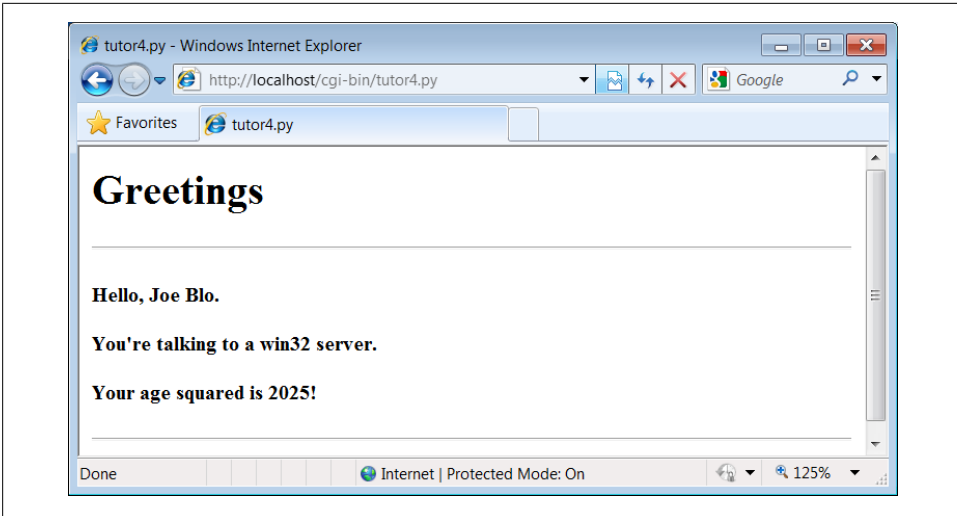 tutor4.py - Windows Internet Explorer
http://localhost/cgi-bin/tutor4.py
Google
Favorites
tutor4.py
Greetings
Hello, Joe Blo.
You're talking to a win32 server.
Your age squared is 2025!
Done
Internet | Protected Mode: On
125%